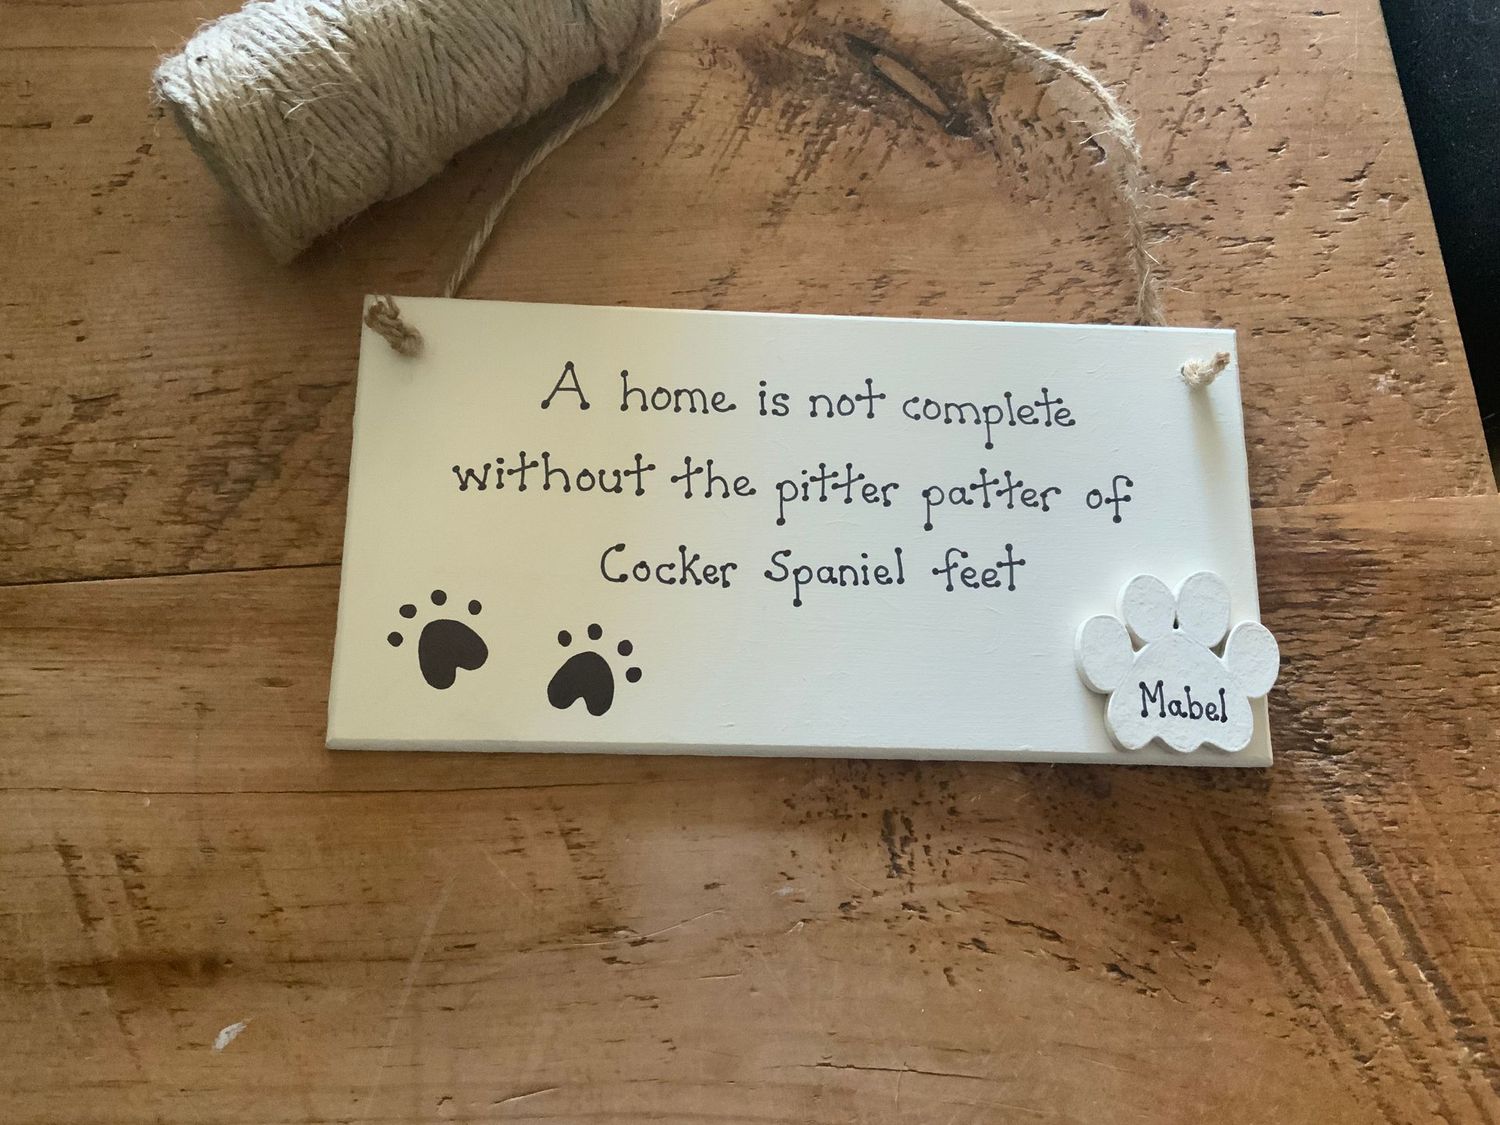 A home is not complete
without the pitter patter of
Cocker Spaniel feet
Mabel